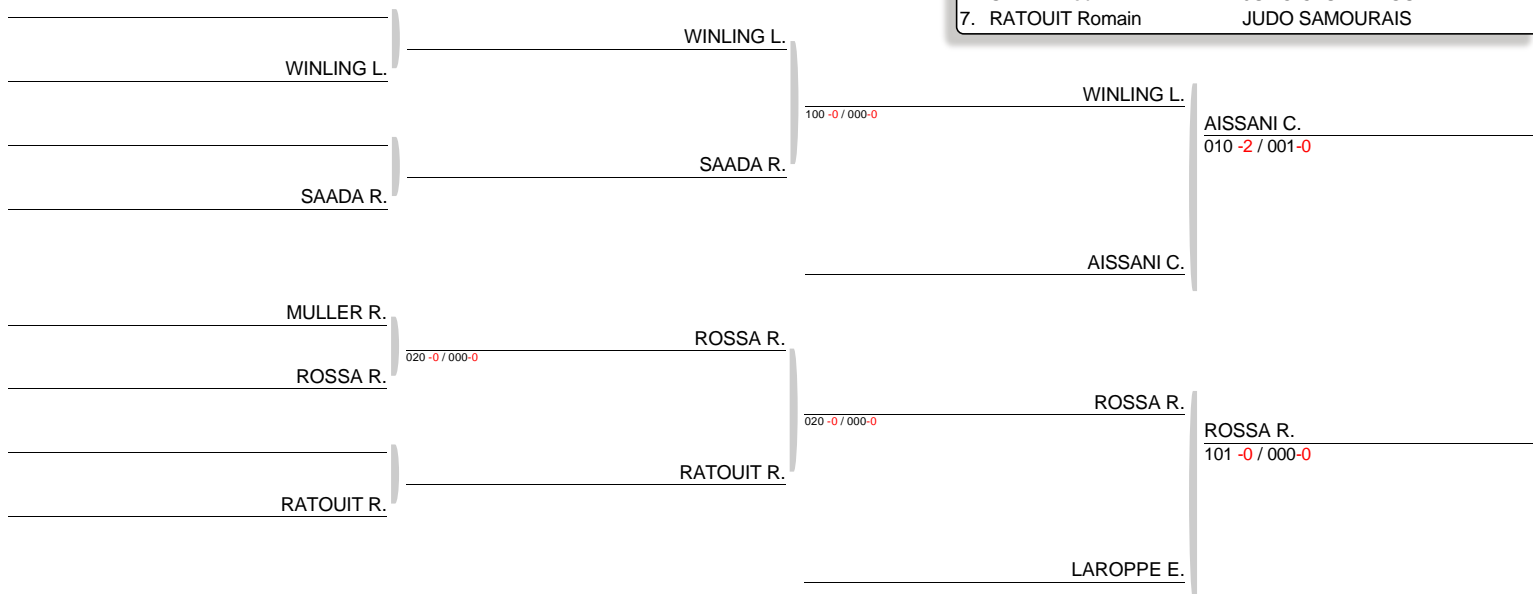 7. RATOUIT Romain JUDO SAMOURAIS
WINLING L.
WINLING L.
WINLING L.
100 -0 / 000-0
AISSANI C.
010 -2 / 001-0
SAADA R.
SAADA R.
AISSANI C.
MULLER R.
ROSSA R.
020 -0 / 000-0
ROSSA R.
ROSSA R.
020 -0 / 000-0
ROSSA R.
101 -0 / 000-0
RATOUIT R.
RATOUIT R.
LAROPPE E.